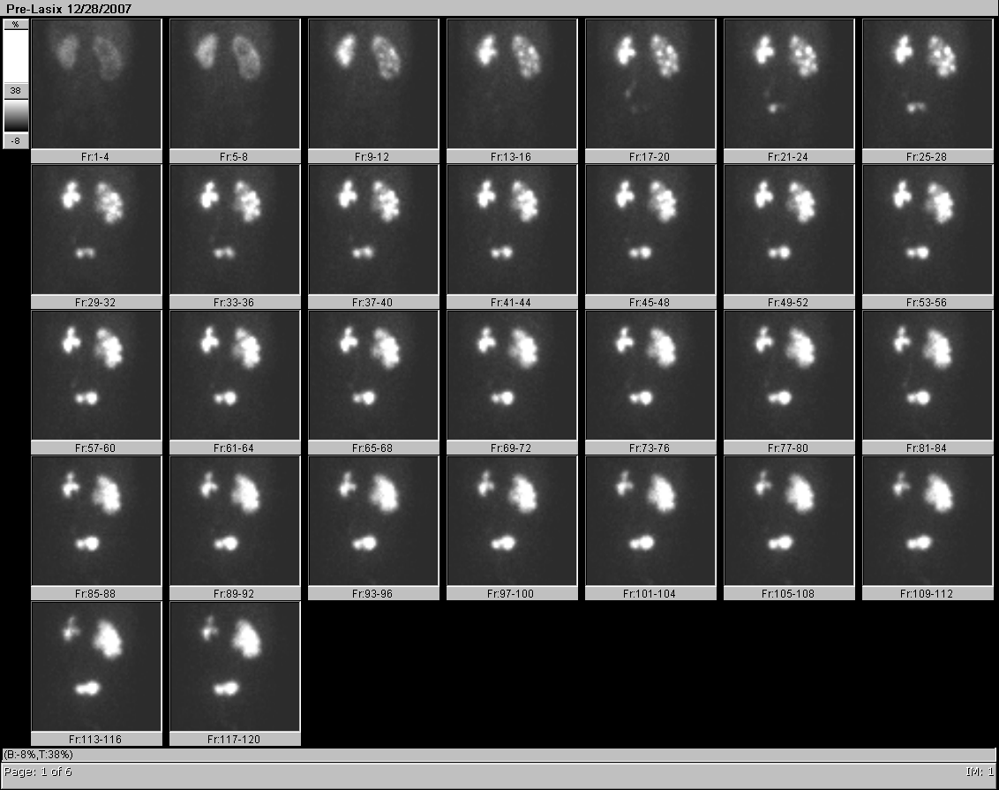 Pre-Lasix 12/28/2007
%
38
-8
Fr:1-4 Fr:5-8 Fr:9-12 Fr:13-16 Fr:17-20 Fr:21-24 Fr:25-28
Fr:29-32 Fr:33-36 Fr:37-40 Fr:41-44 Fr:45-48 Fr:49-52 Fr:53-56
Fr:57-60 Fr:61-64 Fr:65-68 Fr:69-72 Fr:73-76 Fr:77-80 Fr:81-84
Fr:85-88 Fr:89-92 Fr:93-96 Fr:97-100 Fr:101-104 Fr:105-108 Fr:109-112
Fr:113-116 Fr:117-120
(B:-8%,T:38%)
Page: 1 of 6 IM: 1